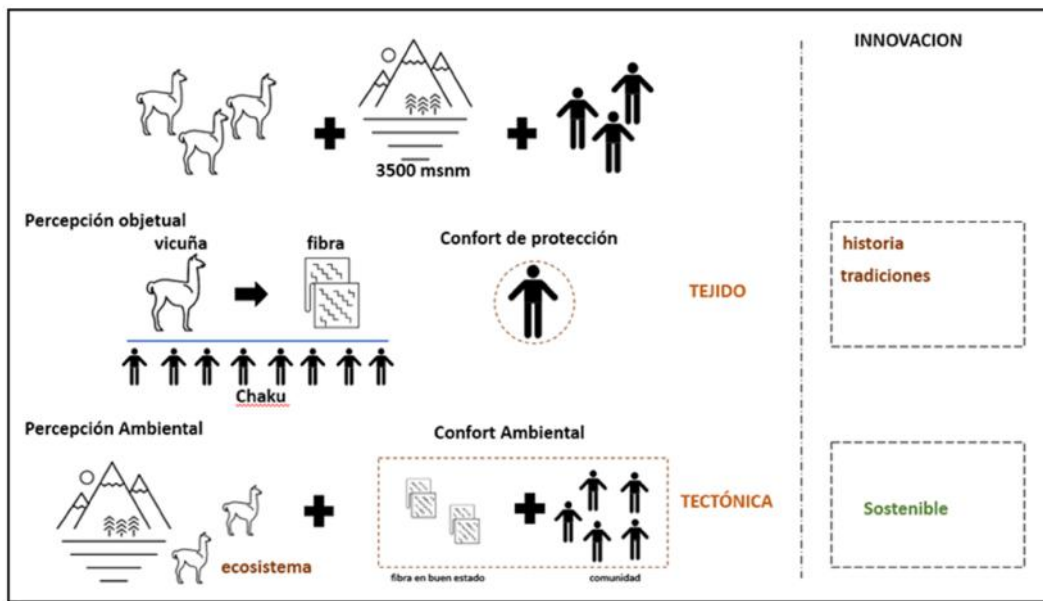 INNOVACION
3500 msnm
Percepción objetual
vicuña
fibra
Confort de protección
TEJIDO
historia
tradiciones
Chaku
Percepción Ambiental
Confort Ambiental
TECTÓNICA
Sostenible
ecosistema
fibra en buen estado
comunidad